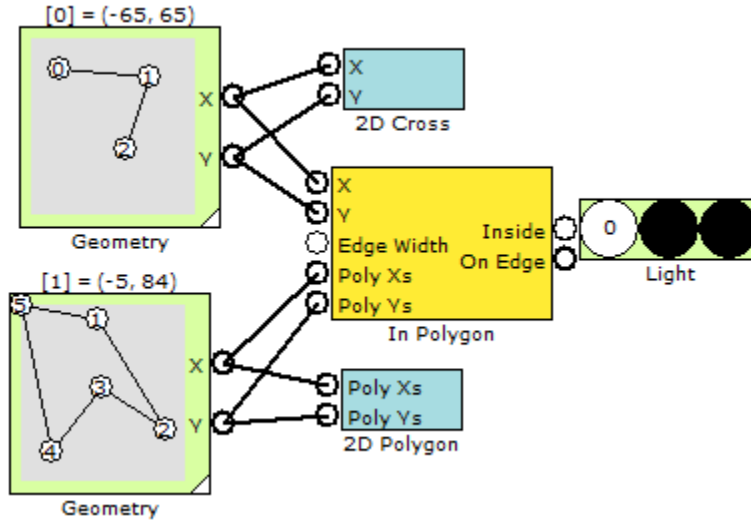 [0] = (-65, 65)
0
1
2
X
Y
Geometry
X
Y
2D Cross
X
Y
Edge Width
Poly Xs
Poly Ys
Inside
On Edge
In Polygon
0
Light
[1] = (-5, 84)
5
1
3
2
4
X
Y
Geometry
Poly Xs
Poly Ys
2D Polygon